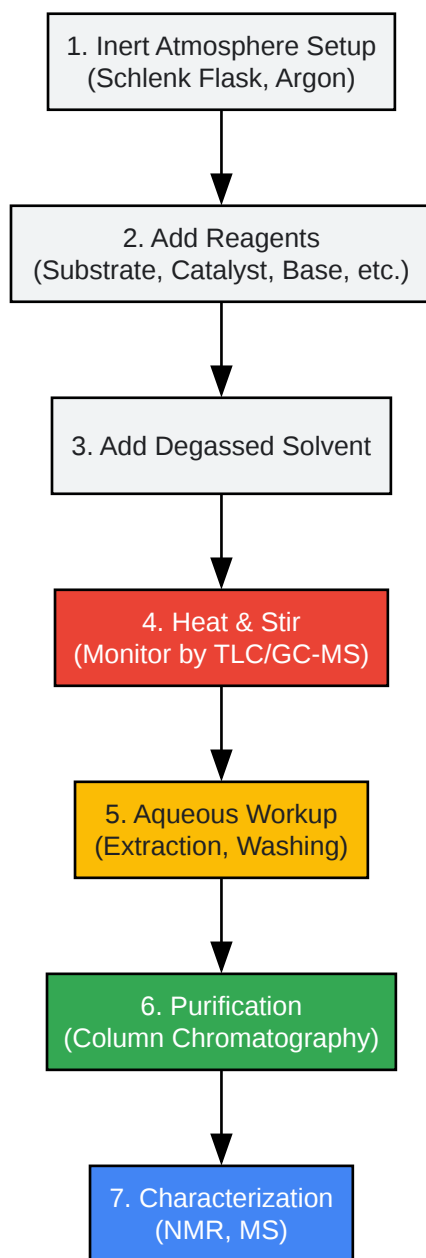 1. Inert Atmosphere Setup
(Schlenk Flask, Argon)
2. Add Reagents
(Substrate, Catalyst, Base, etc.)
3. Add Degassed Solvent
4. Heat & Stir
(Monitor by TLC/GC-MS)
5. Aqueous Workup
(Extraction, Washing)
6. Purification
(Column Chromatography)
7. Characterization
(NMR, MS)